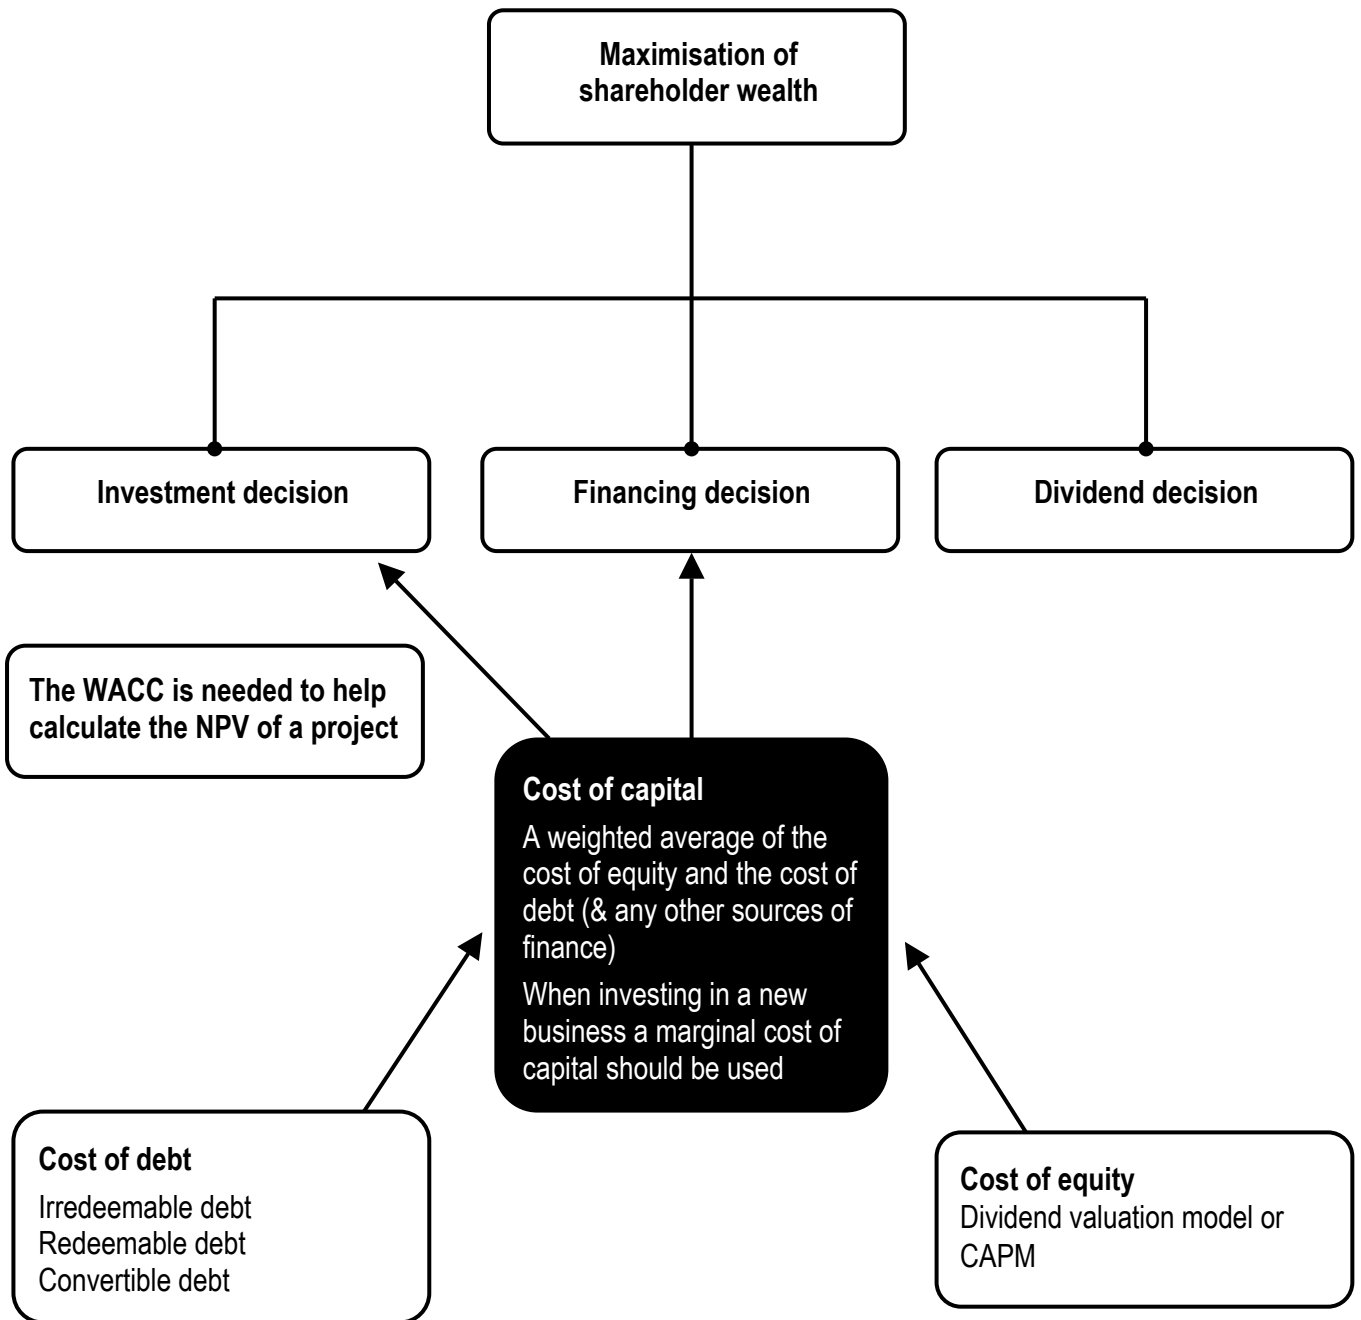 Maximisation of
shareholder wealth
Investment decision
Financing decision
Dividend decision
The WACC is needed to help
calculate the NPV of a project
Cost of capital
A weighted average of the
cost of equity and the cost of
debt (& any other sources of
finance)
When investing in a new
business a marginal cost of
capital should be used
Cost of debt
Irredeemable debt
Redeemable debt
Convertible debt
Cost of equity
Dividend valuation model or
CAPM